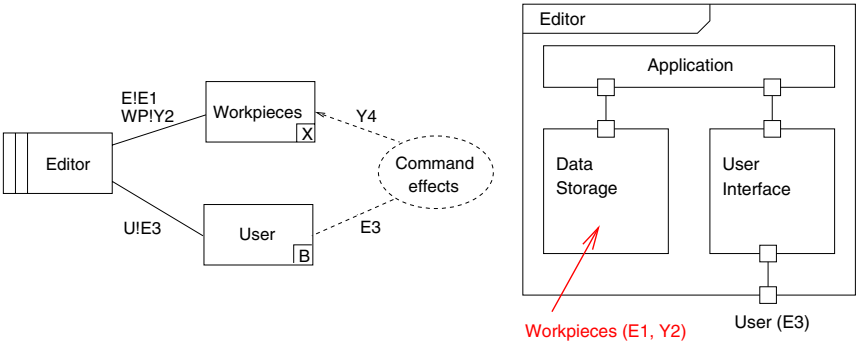 E!E1
WP!Y2
Workpieces
X
Y4
Editor
Command
effects
U!E3
User
B
E3
Editor
Application
Data
Storage
User
Interface
Workpieces (E1, Y2)
User (E3)